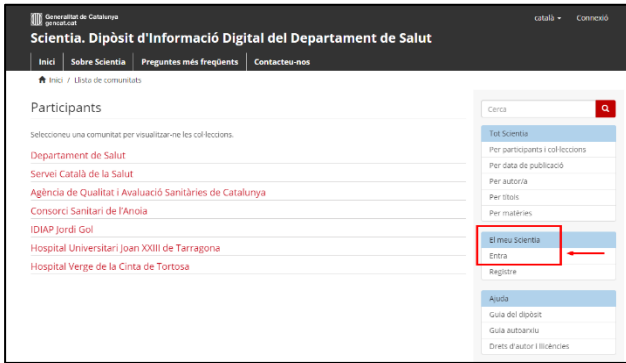 Generalitat de Catalunya
gencat.cat
català
Connexió
Scientia. Dipòsit d'Informació Digital del Departament de Salut
Inici
Sobre Scientia
Preguntes més freqüents
Contacteu-nos
Inici / Llista de comunitats
Participants
Seleccioneu una comunitat per visualitzar-ne les col·leccions.
Departament de Salut
Servei Català de la Salut
Agència de Qualitat i Avaluació Sanitàries de Catalunya
Consorci Sanitari de l'Anoia
IDIAP Jordi Gol
Hospital Universitari Joan XXIII de Tarragona
Hospital Verge de la Cinta de Tortosa
Cerca
Tot Scientia
Per participants i col·leccions
Per data de publicació
Per autor/a
Per títols
Per matèries
El meu Scientia
Entra
Registre
Ajuda
Guia del dipòsit
Guia autoarxiu
Drets d'autor i llicències